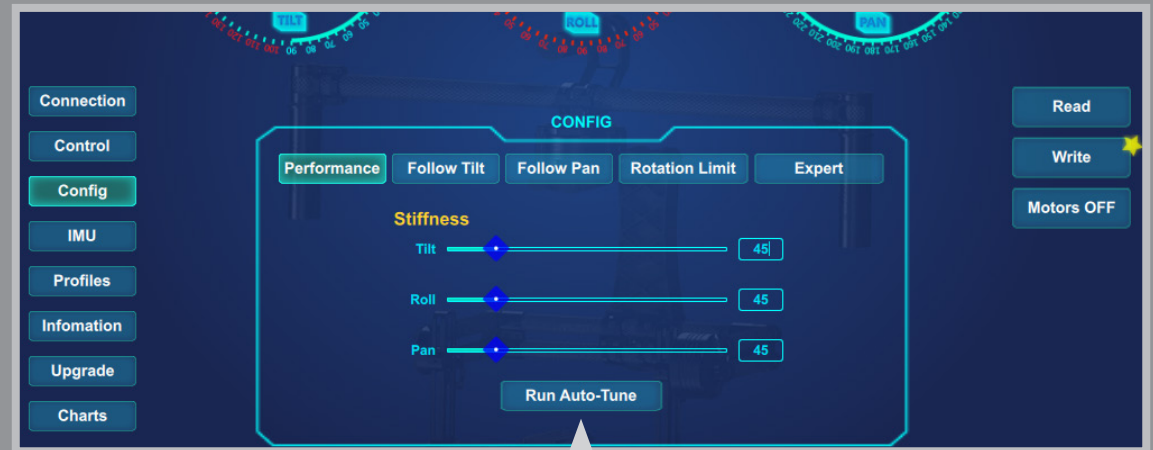 TILT
ROLL
PAN
Connection
Control
Config
IMU
Profiles
Infomation
Upgrade
Charts
CONFIG
Performance Follow Tilt Follow Pan Rotation Limit Expert
Stiffness
Tilt 45
Roll 45
Pan 45
Run Auto-Tune
Read
Write
Motors OFF